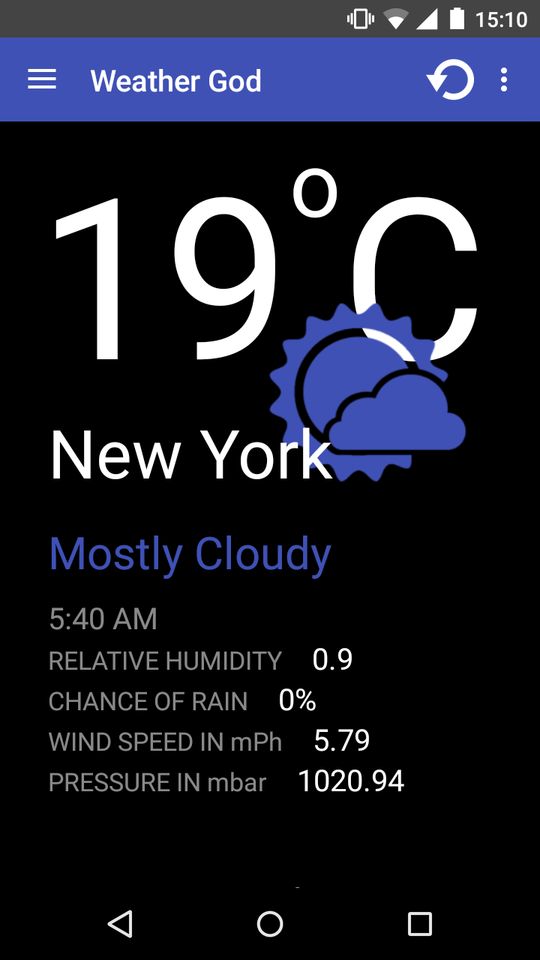 15:10
Weather God
19°C
New York
Mostly Cloudy
5:40 AM
RELATIVE HUMIDITY 0.9
CHANCE OF RAIN 0%
WIND SPEED IN mPh 5.79
PRESSURE IN mbar 1020.94